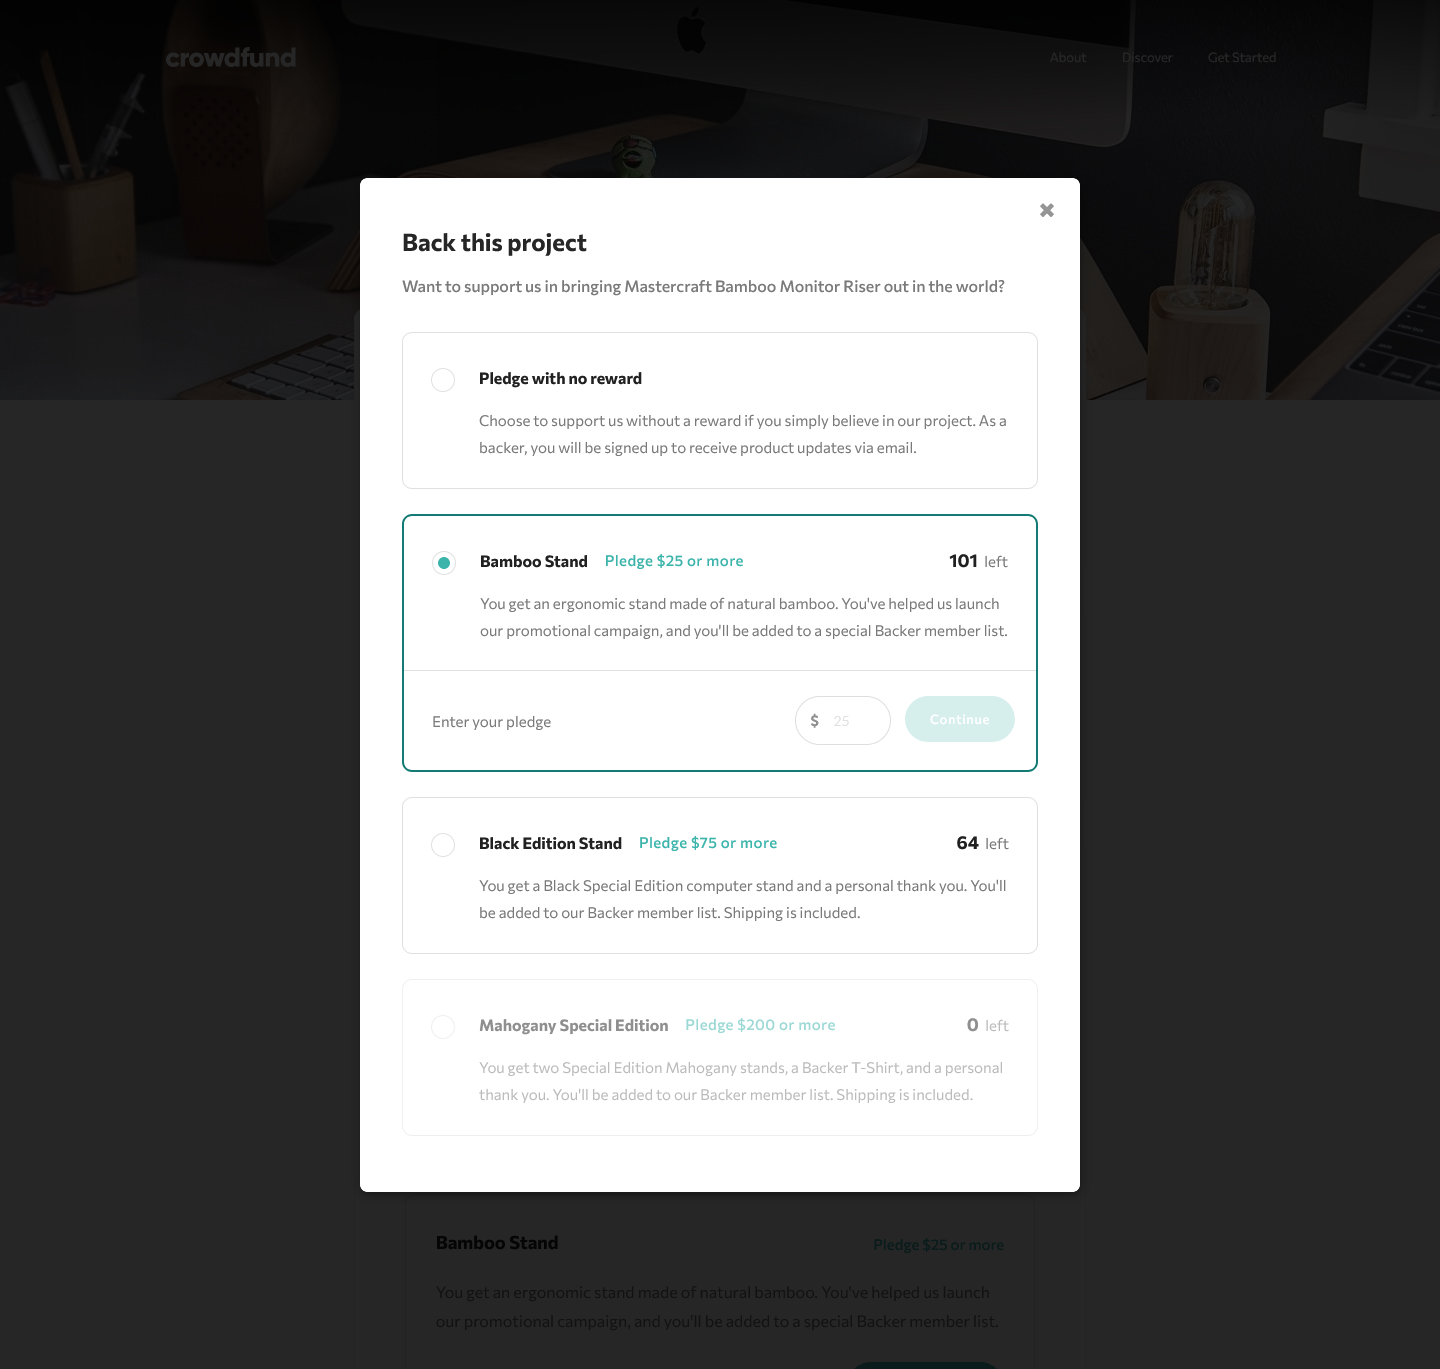 crowdfund
About Discover Get Started
Back this project
Want to support us in bringing Mastercraft Bamboo Monitor Riser out in the world?
Pledge with no reward
Choose to support us without a reward if you simply believe in our project. As a
backer, you will be signed up to receive product updates via email.
Bamboo Stand Pledge $25 or more 101 left
You get an ergonomic stand made of natural bamboo. You've helped us launch
our promotional campaign, and you'll be added to a special Backer member list.
Enter your pledge $ 25 Continue
Black Edition Stand Pledge $75 or more 64 left
You get a Black Special Edition computer stand and a personal thank you. You'll
be added to our Backer member list. Shipping is included.
Mahogany Special Edition Pledge $200 or more 0 left
You get two Special Edition Mahogany stands, a Backer T-Shirt, and a personal
thank you. You'll be added to our Backer member list. Shipping is included.
Bamboo Stand Pledge $25 or more
You get an ergonomic stand made of natural bamboo. You've helped us launch
our promotional campaign, and you'll be added to a special Backer member list.